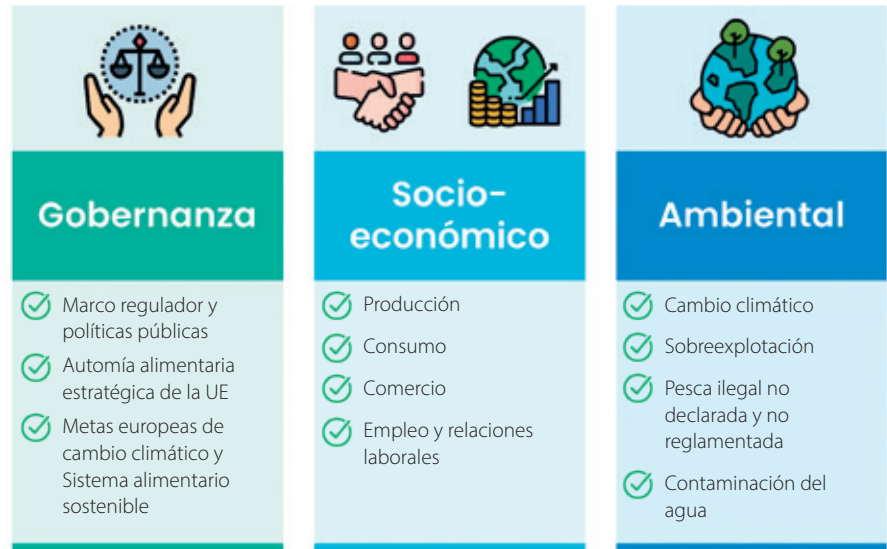 Gobernanza
Marco regulador y
políticas públicas
Automía alimentaria
estratégica de la UE
Metas europeas de
cambio climático y
Sistema alimentario
sostenible
Socio-
económico
Producción
Consumo
Comercio
Empleo y relaciones
laborales
Ambiental
Cambio climático
Sobreexplotación
Pesca ilegal no
declarada y no
reglamentada
Contaminación del
agua